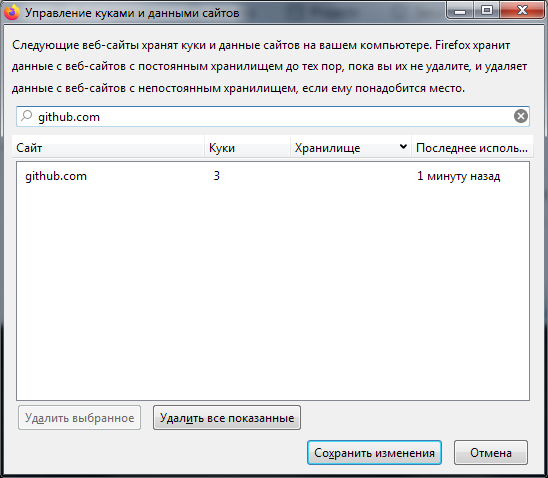 Управление куками и данными сайтов
Следующие веб-сайты хранят куки и данные сайтов на вашем компьютере. Firefox хранит
данные с веб-сайтов с постоянным хранилищем до тех пор, пока вы их не удалите, и удаляет
данные с веб-сайтов с непостоянным хранилищем, если ему понадобится место.
github.com
Сайт Куки Хранилище Последнее исполь...
github.com 3 1 минуту назад
Удалить выбранное Удалить все показанные
Сохранить изменения Отмена